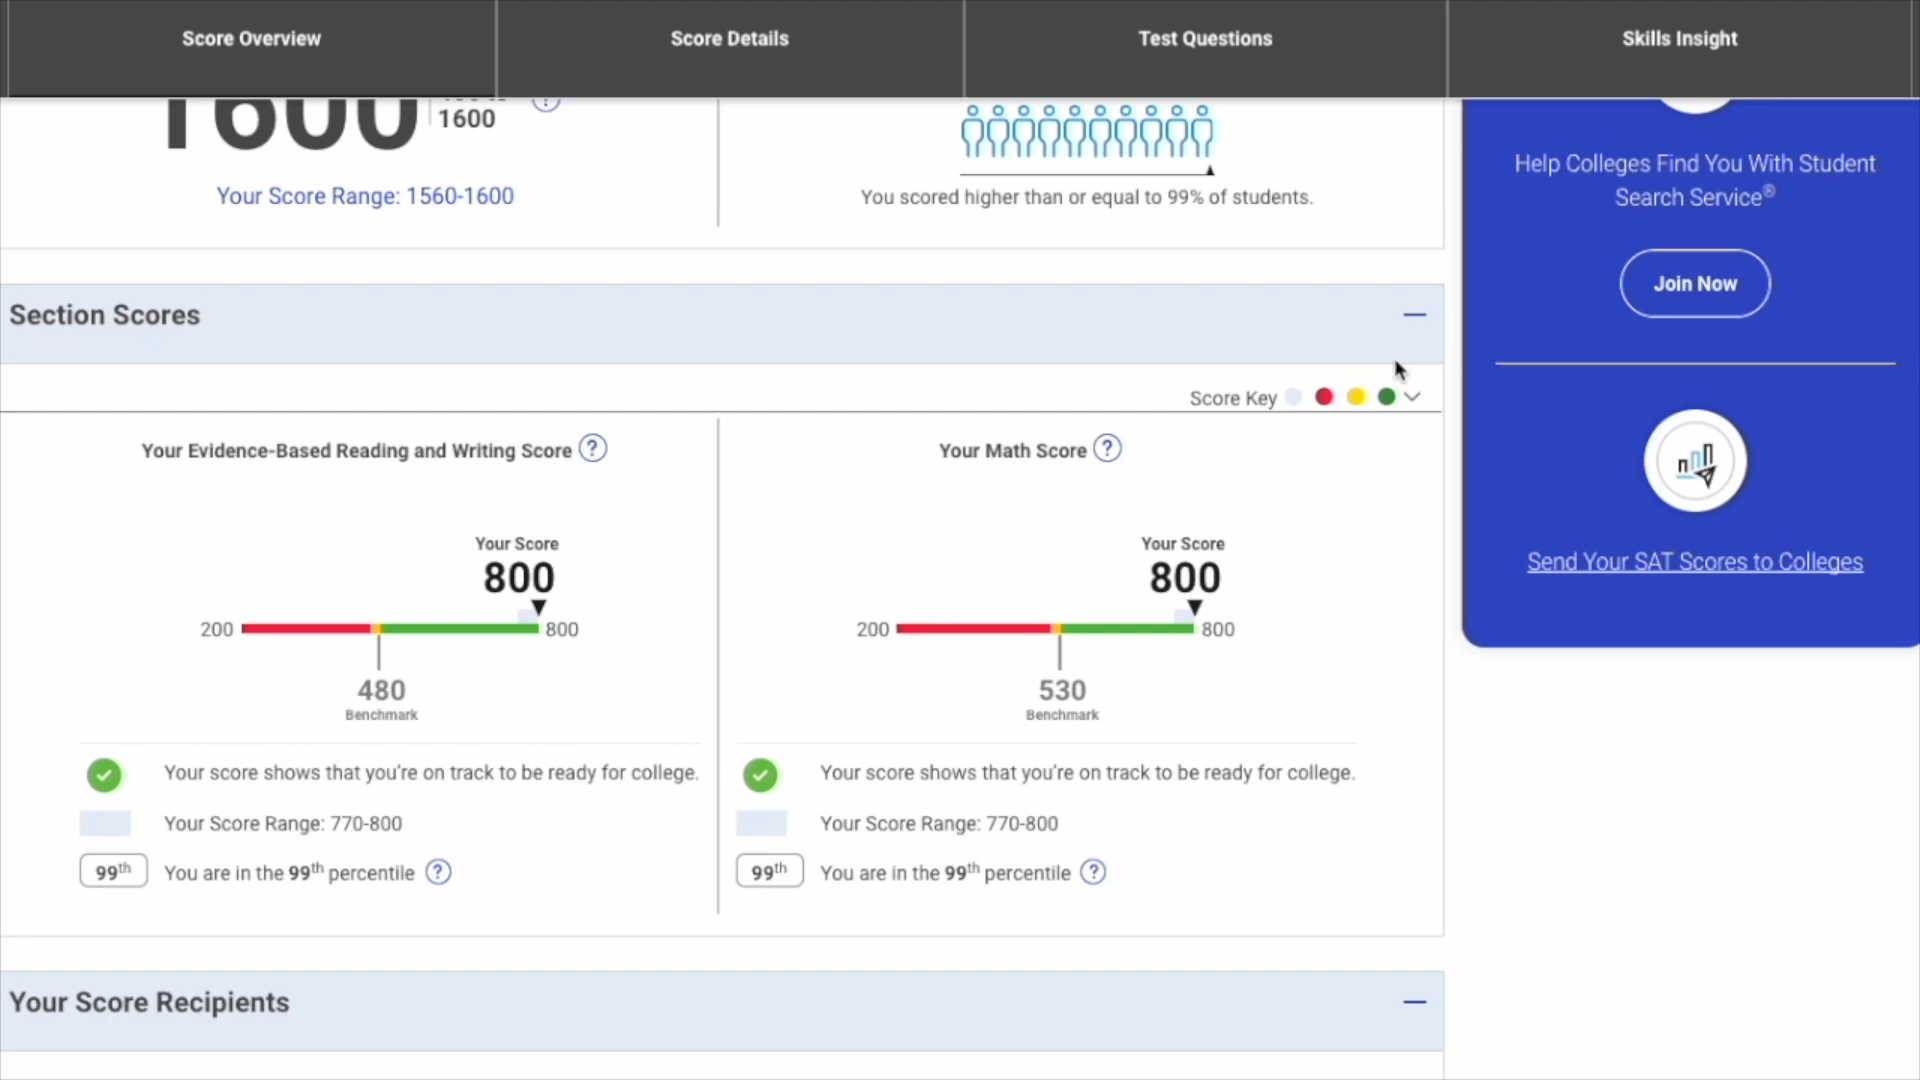 Score Overview
Score Details
Test Questions
Skills Insight
1600
1600
Your Score Range: 1560-1600
You scored higher than or equal to 99% of students.
Help Colleges Find You With Student
Search Service®
Join Now
Send Your SAT Scores to Colleges
Section Scores
Score Key
Your Evidence-Based Reading and Writing Score ?
Your Score
800
200
800
480
Benchmark
Your score shows that you're on track to be ready for college.
Your Score Range: 770-800
99th
You are in the 99th percentile ?
Your Math Score ?
Your Score
800
200
800
530
Benchmark
Your score shows that you're on track to be ready for college.
Your Score Range: 770-800
99th
You are in the 99th percentile ?
Your Score Recipients